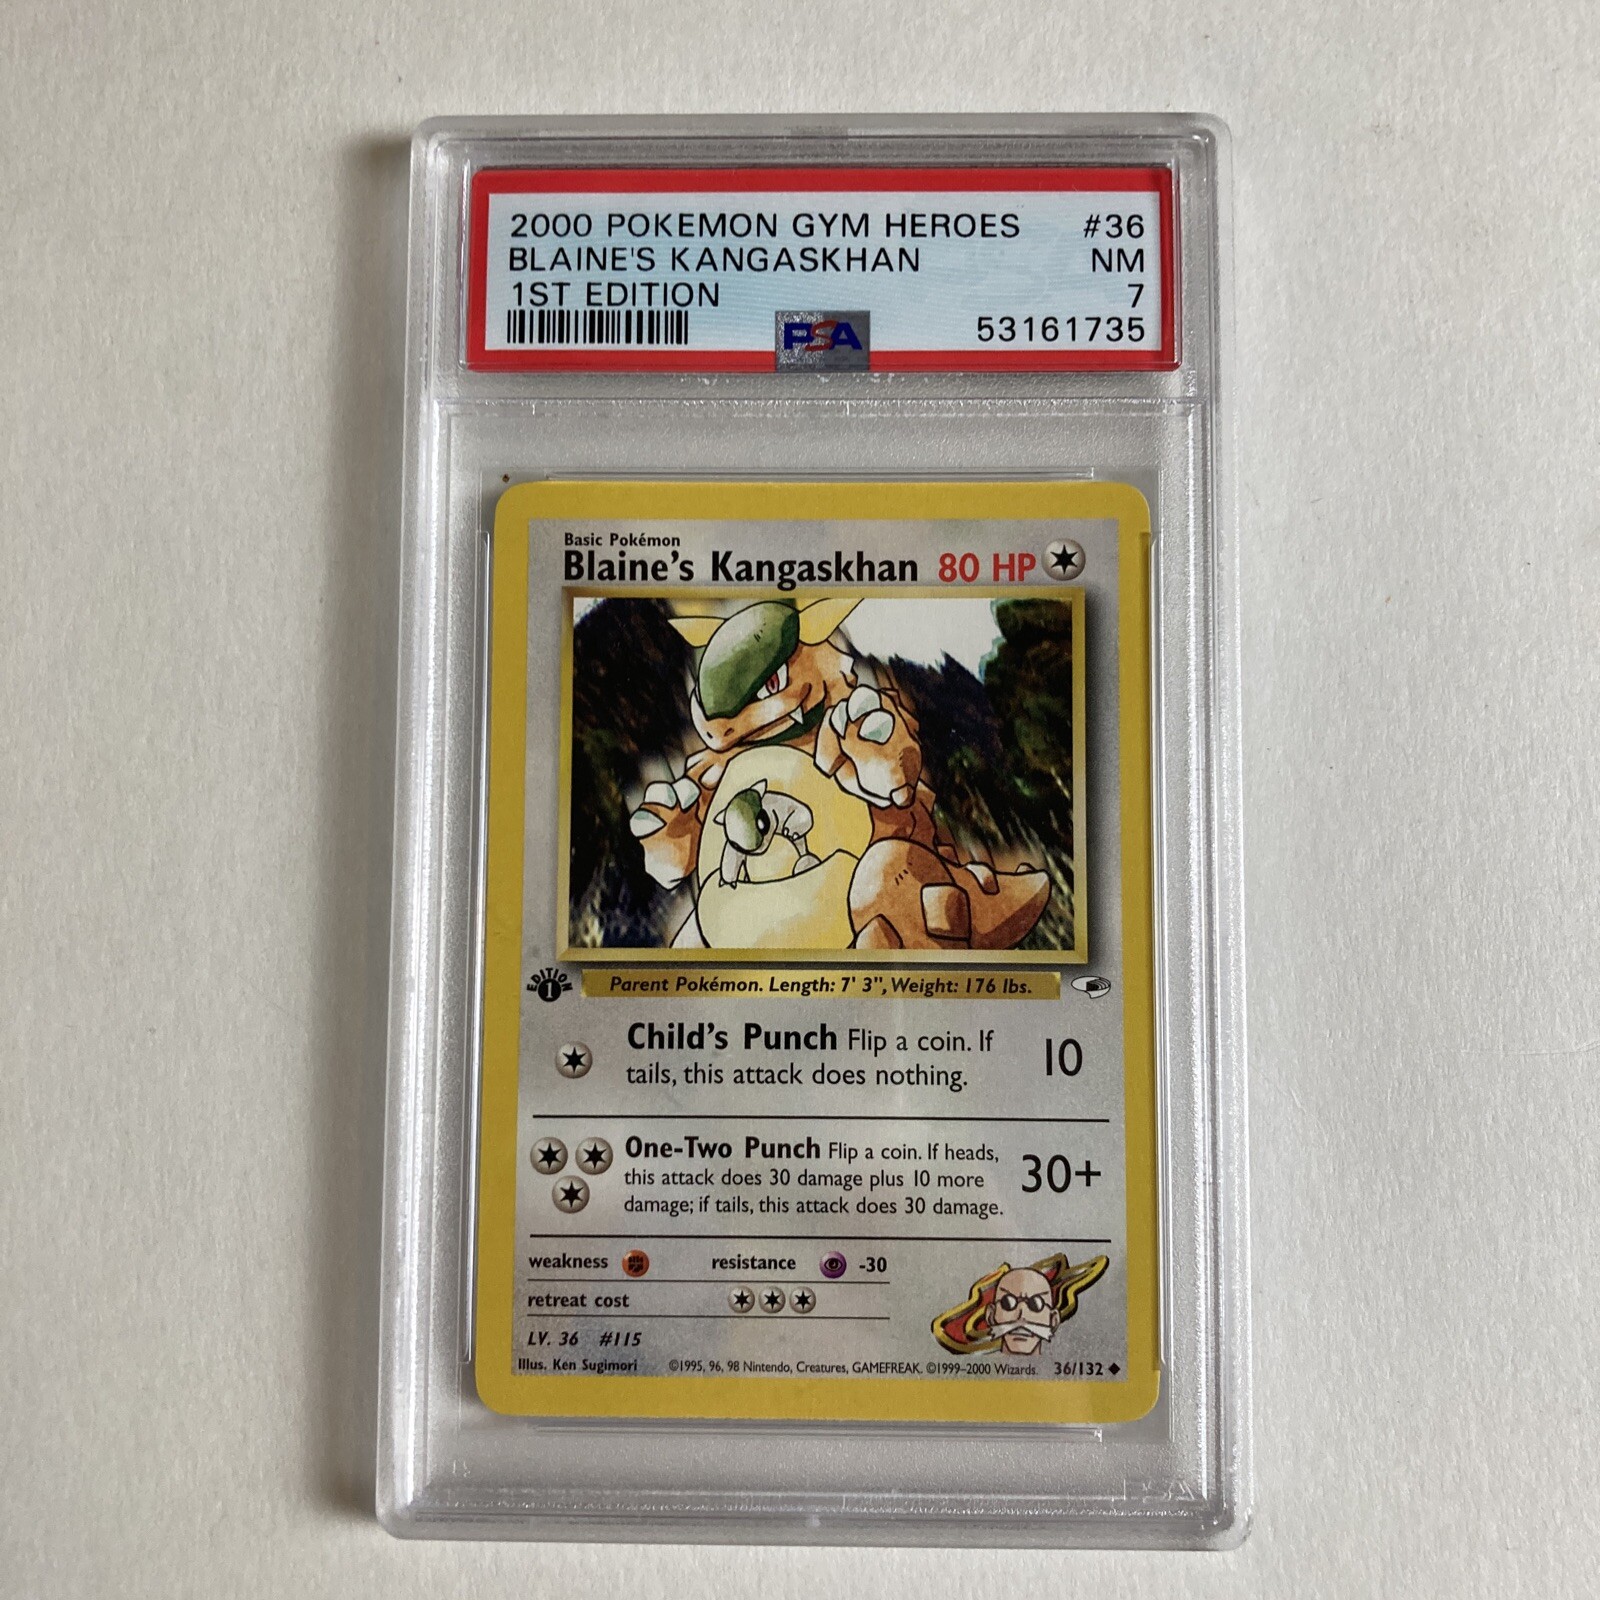 2000 POKEMON GYM HEROES #36
BLAINE'S KANGASKHAN NM
1ST EDITION 7
PSA 53161735
Basic Pokémon
Blaine's Kangaskhan 80 HP
EDITION 1
Parent Pokémon. Length: 7' 3", Weight: 176 lbs.
Child's Punch Flip a coin. If 10
tails, this attack does nothing.
One-Two Punch Flip a coin. If heads,
this attack does 30 damage plus 10 more 30+
damage; if tails, this attack does 30 damage.
weakness resistance -30
retreat cost
LV. 36 #115
Illus. Ken Sugimori ©1995, 96, 98 Nintendo, Creatures, GAMEFREAK. ©1999–2000 Wizards. 36/132